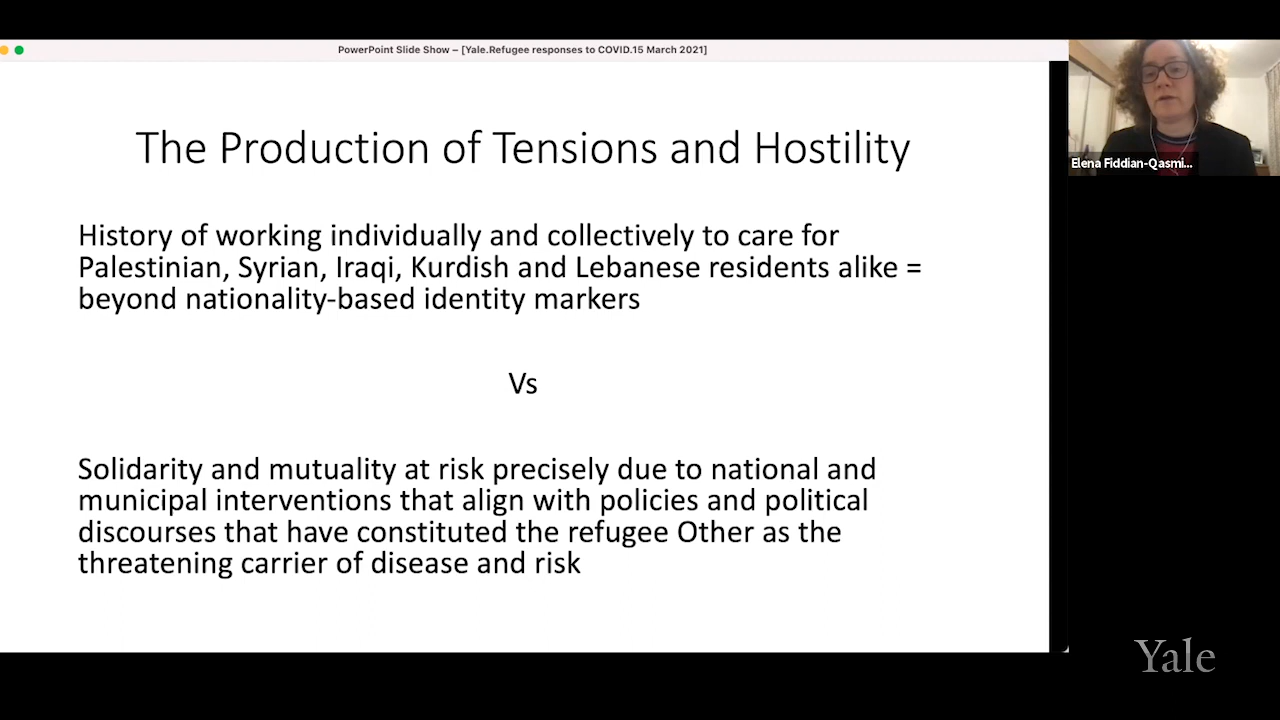 PowerPoint Slide Show – [Yale.Refugee responses to COVID.15 March 2021]
The Production of Tensions and Hostility
History of working individually and collectively to care for
Palestinian, Syrian, Iraqi, Kurdish and Lebanese residents alike =
beyond nationality-based identity markers
Vs
Solidarity and mutuality at risk precisely due to national and
municipal interventions that align with policies and political
discourses that have constituted the refugee Other as the
threatening carrier of disease and risk
Elena Fiddian-Qasmi...
Yale